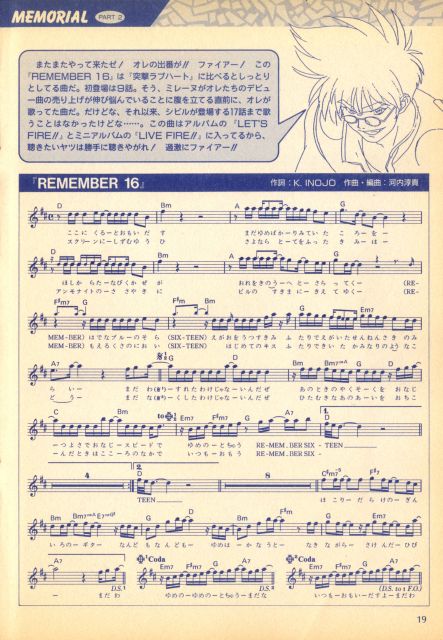 MEMORIAL PART 2
またまたやって来たぜ！ オレの出番が!! ファイアー！ この
『REMEMBER 16』は『突撃ラブハート』に比べるとしっとり
としてる曲だ。初登場は9話。そう、ミレーヌがオレたちのデビュ
ー曲の売り上げが伸び悩んでいることに腹を立てる直前に、オレが
歌ってた曲だ。だけどな、それ以来、シビルが登場する17話まで歌
うことはなかったけどな……。この曲はアルバムの『LET'S
FIRE!!』とミニアルバムの『LIVE FIRE!!』に入ってるから、
聴きたいヤツは勝手に聴きやがれ！ 過激にファイアー!!
『REMEMBER 16』 作詞：K. INOJO 作曲・編曲：河内淳貴
D Bm A G
ここに くるーとおもい だ す まだゆめばーかりみてい た ころーをー
スクリーンにーしずむゆ うひ さよなら とーてをふった きみーはー
D Bm A G
ほしか らたーなびくかぜ が おれをきのうーへとーさら っ てくー (RE-
アンモナイトのーささやき に ビルの すきまにーきえてゆくー (RE-
F#m7 G F#m Bm Em7 G
MEM-BER) はでなブルーのそ ら (SIX-TEEN) えがおをうつすきみ ふ たりでえがいたせんねんさき のみ
MEM-BER) もえるくさのにお い (SIX-TEEN) はじめてのキス ふ たりできいた かみなりのよう なこ
A7 G D Bm G
ら いー まだ わ すれたわけじゃなーいんだぜ あのときのやくそーくを おなじ
ど うー まだ な くしたわけじゃなーいんだぜ ひたむきなあのあーいを おちこ
C Bm to Em7 G A7 D
ーつよさでおなじースピードで ゆめのーとちゅう RE-MEM-BER SIX - TEEN
ーんだときはこころのなかで いつもーおもう RE-MEM-BER SIX -
4 2. D 8 G F#7
TEEN はこりーだ らけのーぎん
Bm G D F#m G
いろのーギター なんど も なんどもー ゆめはーかなうとー なきながらー さけんだーひび
A7 Coda Em7 G D Coda Em7 G A7
ー まだわ D.S.1 ゆめのーゆめのーとちゅうーまだな D.S.2 いつもーおもいーだすよーまだわ (D.S. to 1 F.O.)
19